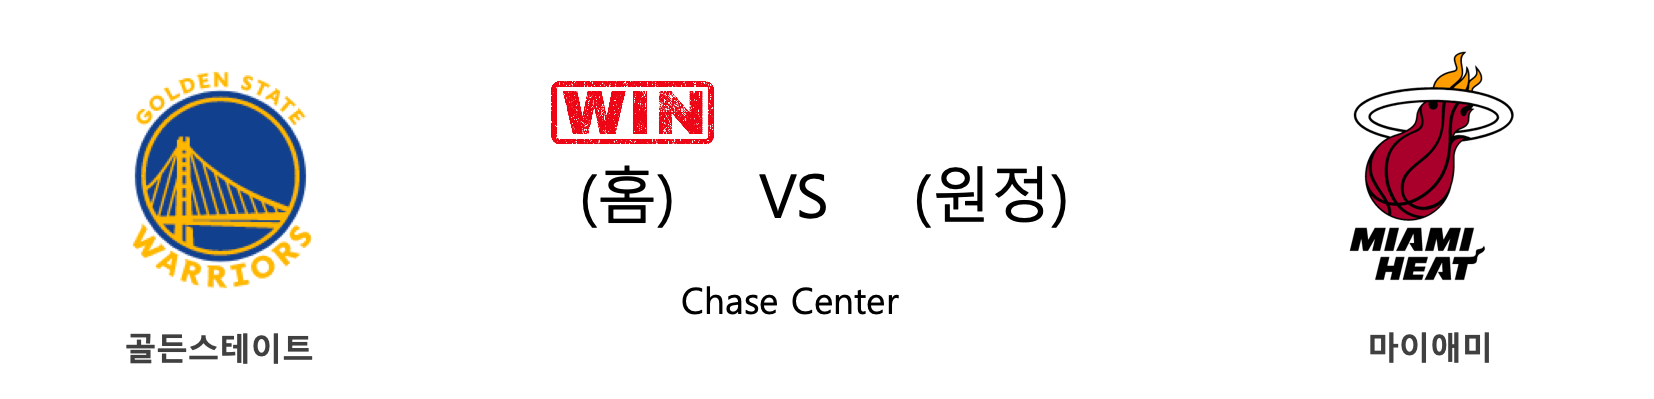 GOLDEN STATE
WARRIORS
골든스테이트
WIN
(홈) VS (원정)
Chase Center
MIAMI
HEAT
마이애미